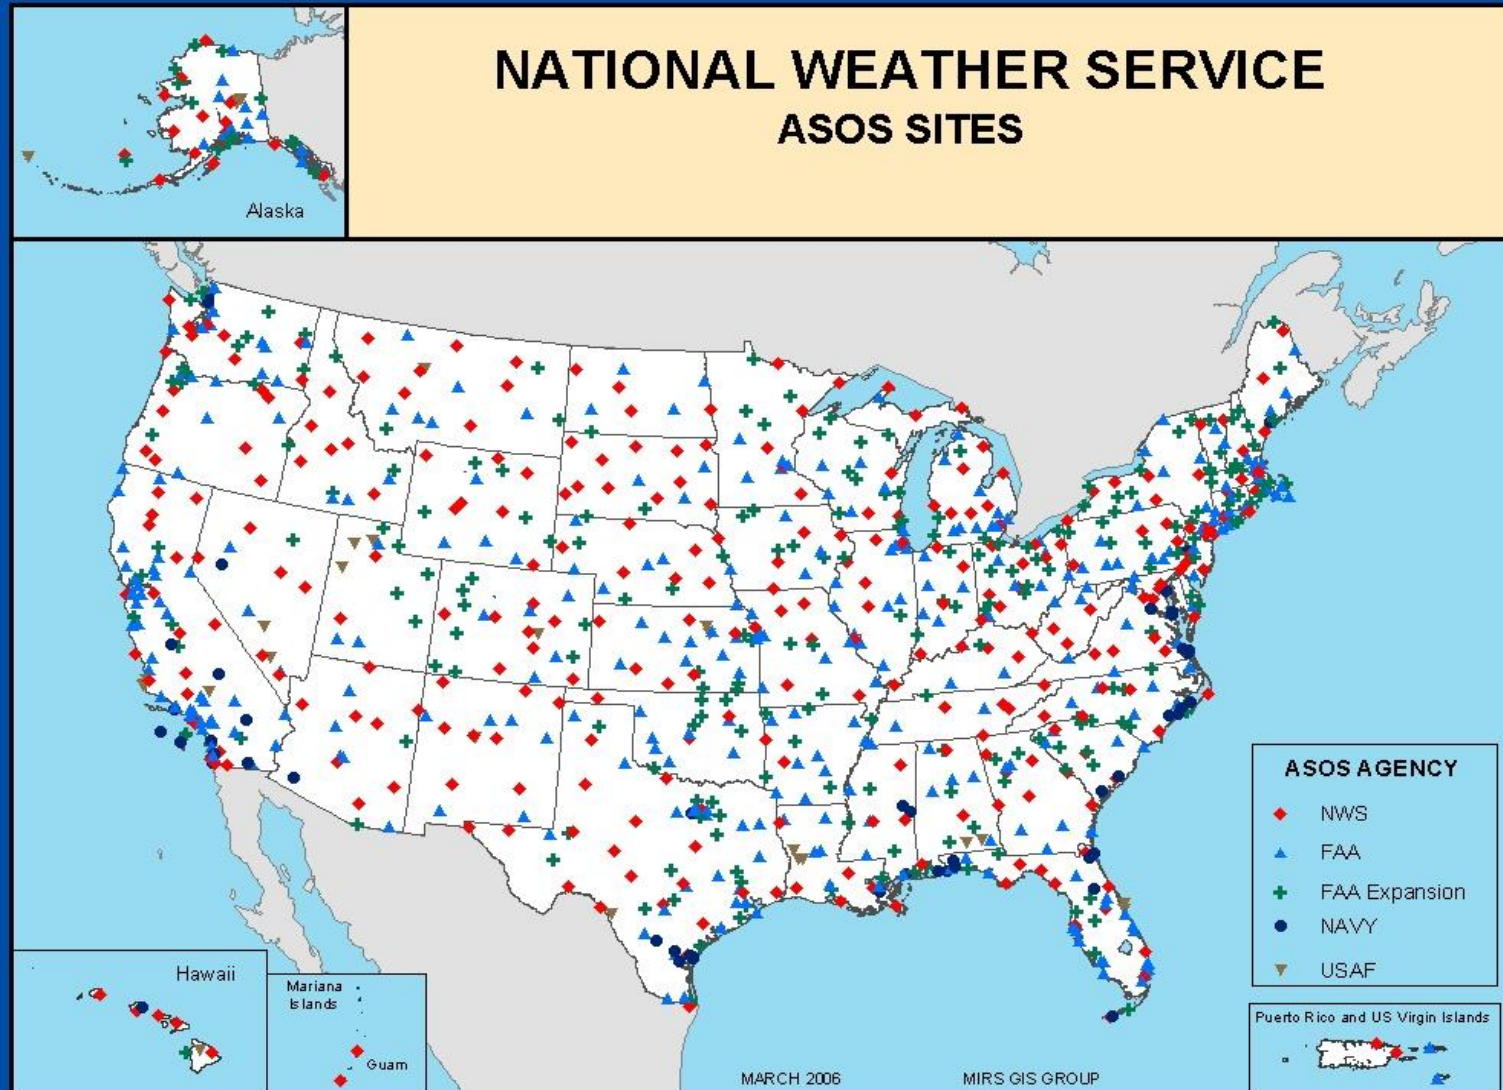 NATIONAL WEATHER SERVICE
ASOS SITES
Alaska
ASOS AGENCY
NWS
FAA
FAA Expansion
NAVY
USAF
Hawaii
Mariana
Islands
Guam
Puerto Rico and US Virgin Islands
MARCH 2006
MIRS GIS GROUP